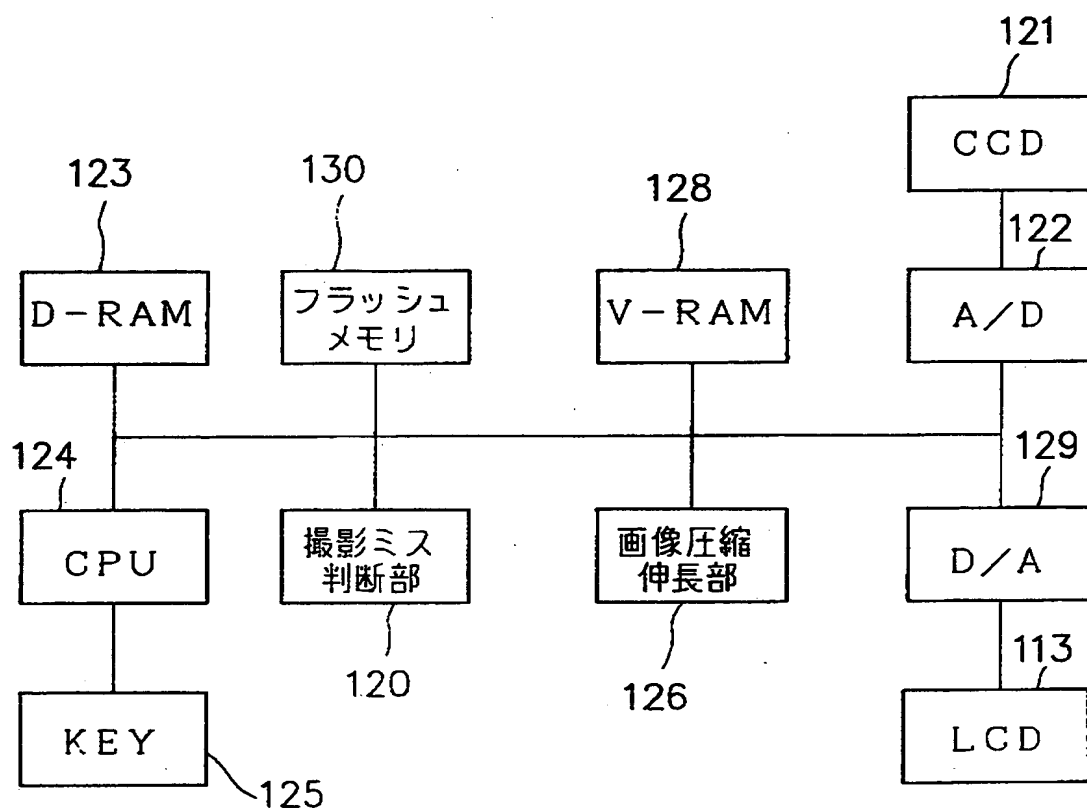 121
CCD
123
130
128
122
D-RAM
フラッシュ
メモリ
V-RAM
A/D
124
129
CPU
撮影ミス
判断部
画像圧縮
伸長部
D/A
120
126
113
KEY
LCD
125